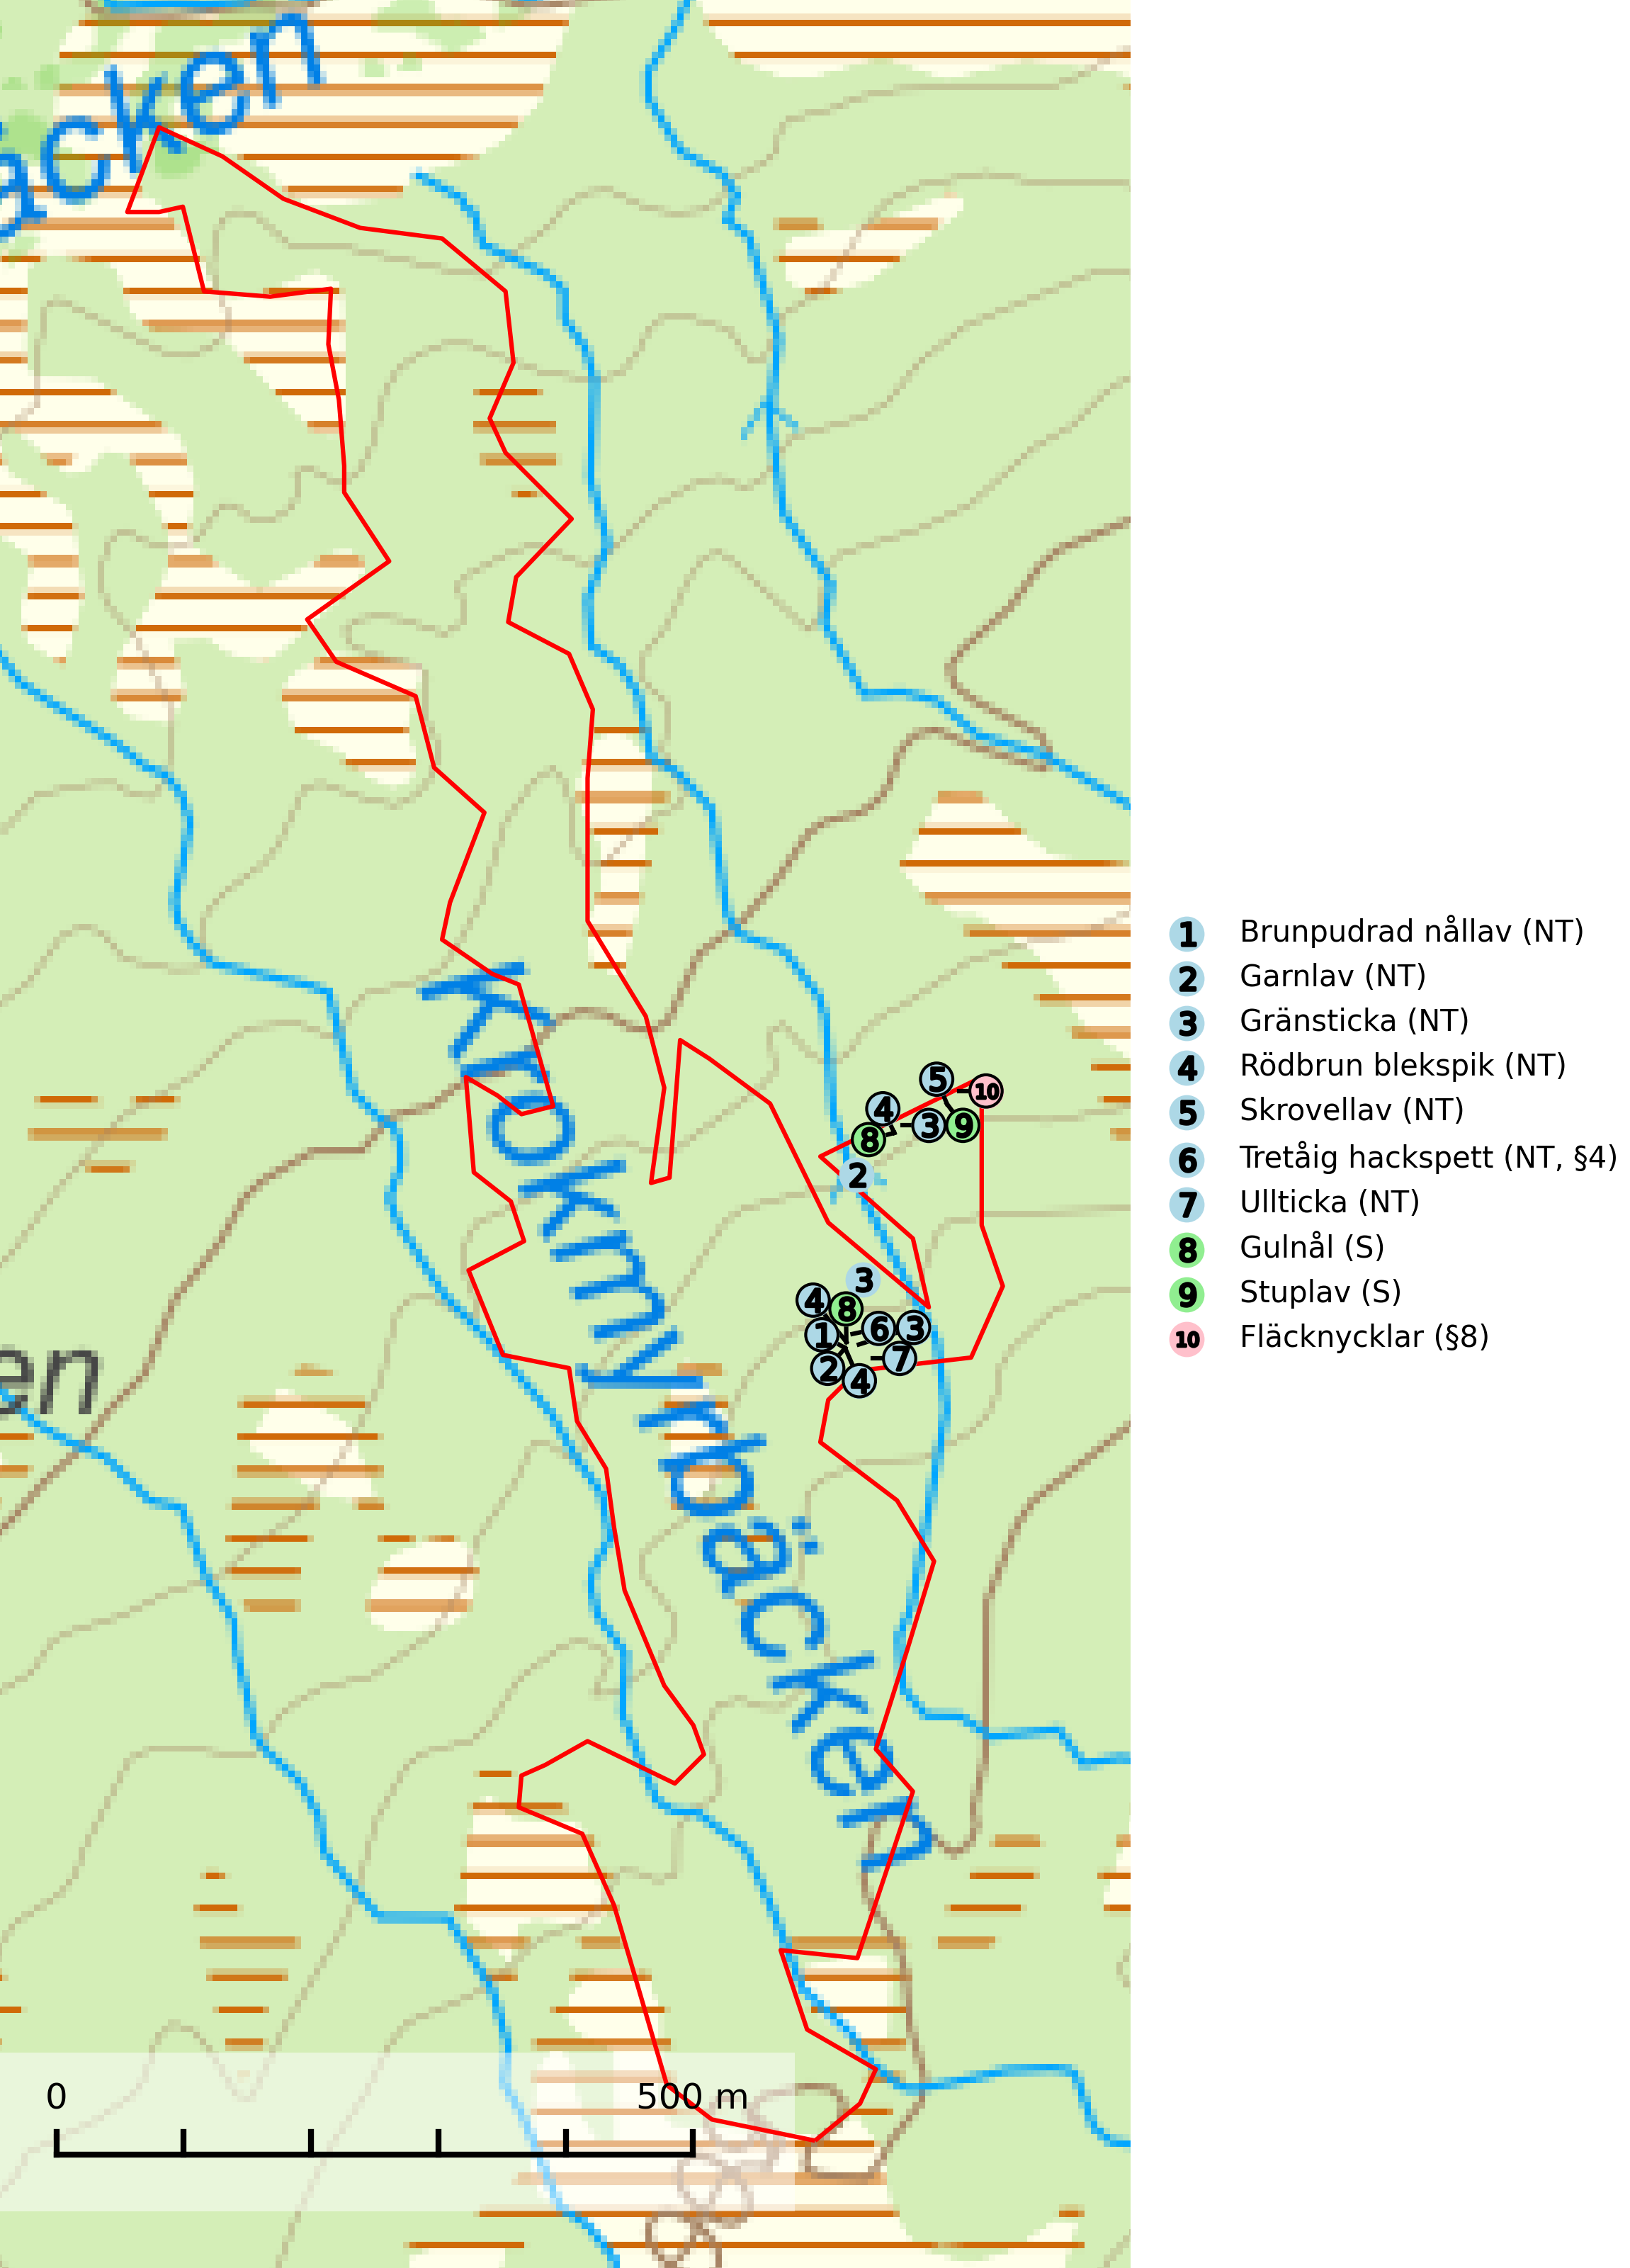 acken
Krokmyrbäcken
en
5
10
4
3
9
8
2
3
4
8
1
6
3
2
7
4
0 500 m
1 Brunpudrad nållav (NT)
2 Garnlav (NT)
3 Gränsticka (NT)
4 Rödbrun blekspik (NT)
5 Skrovellav (NT)
6 Tretåig hackspett (NT, §4)
7 Ullticka (NT)
8 Gulnål (S)
9 Stuplav (S)
10 Fläcknycklar (§8)